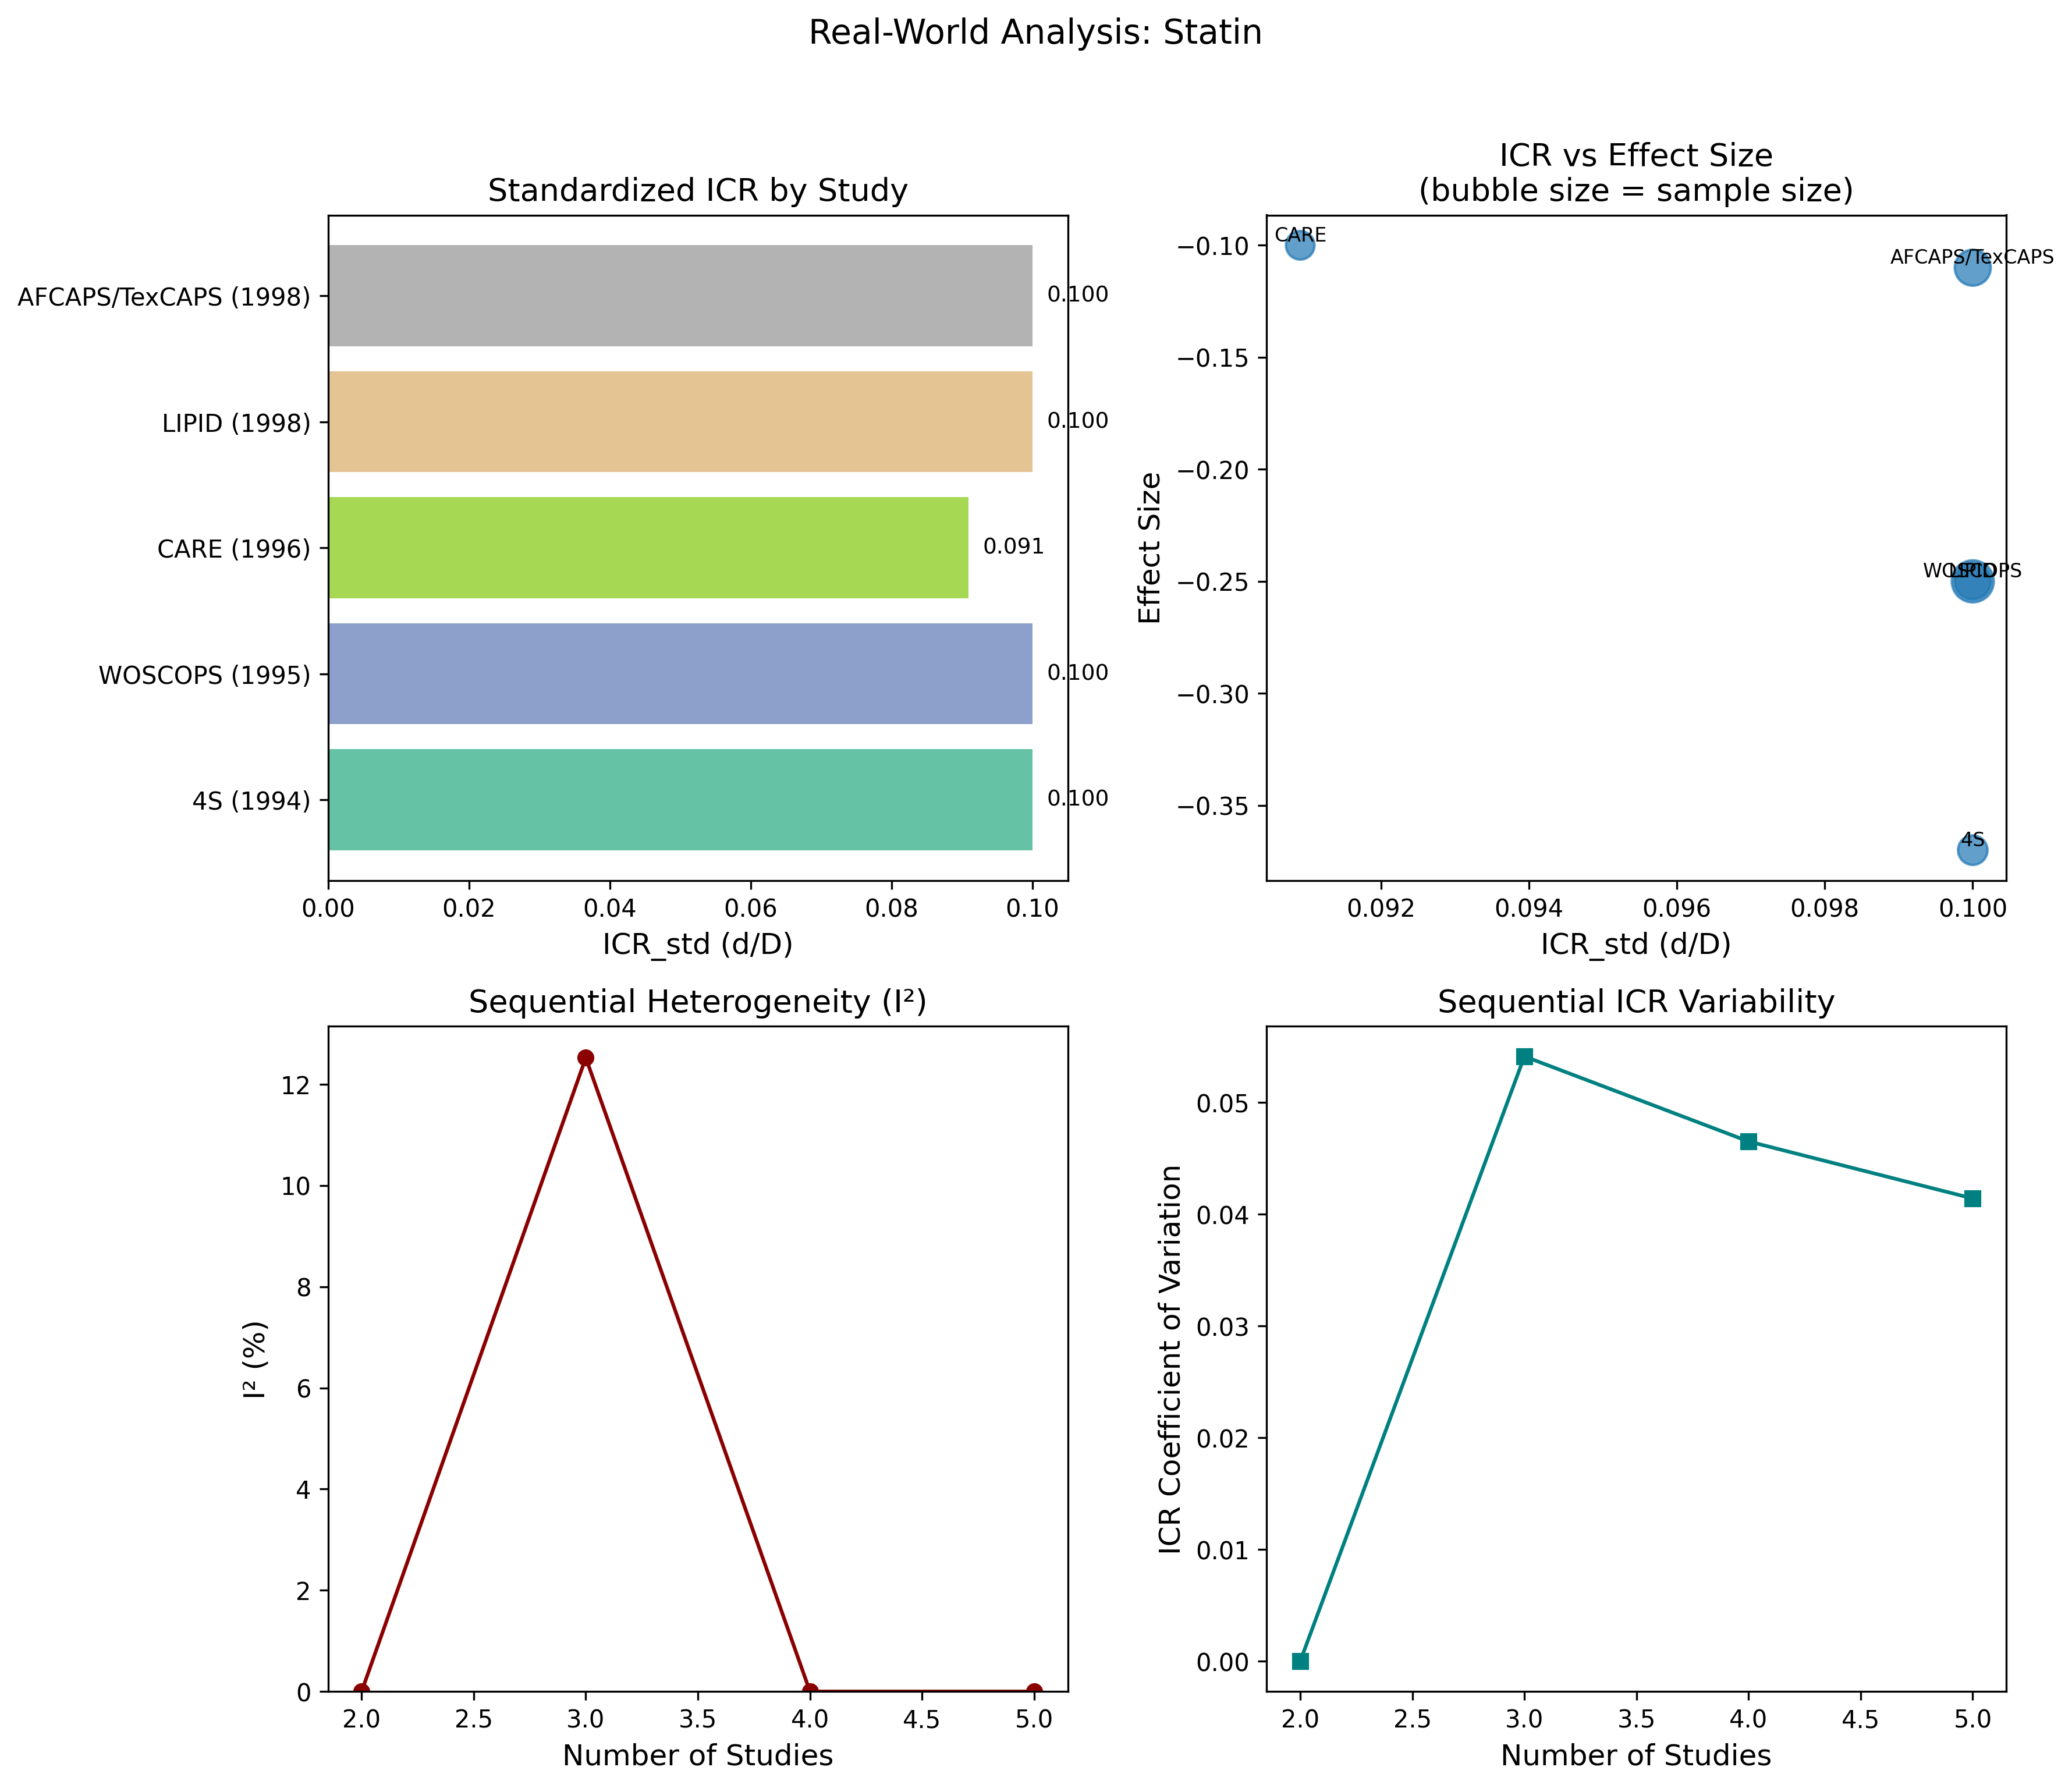 Real-World Analysis: Statin
Standardized ICR by Study
AFCAPS/TexCAPS (1998)
LIPID (1998)
CARE (1996)
WOSCOPS (1995)
4S (1994)
0.100
0.100
0.091
0.100
0.100
0.00 0.02 0.04 0.06 0.08 0.10
ICR_std (d/D)
ICR vs Effect Size
(bubble size = sample size)
Effect Size
−0.10
−0.15
−0.20
−0.25
−0.30
−0.35
CARE
AFCAPS/TexCAPS
WOSCOPS
LIPID
4S
0.092 0.094 0.096 0.098 0.100
ICR_std (d/D)
Sequential Heterogeneity (I²)
I² (%)
12
10
8
6
4
2
0
2.0 2.5 3.0 3.5 4.0 4.5 5.0
Number of Studies
Sequential ICR Variability
ICR Coefficient of Variation
0.05
0.04
0.03
0.02
0.01
0.00
2.0 2.5 3.0 3.5 4.0 4.5 5.0
Number of Studies